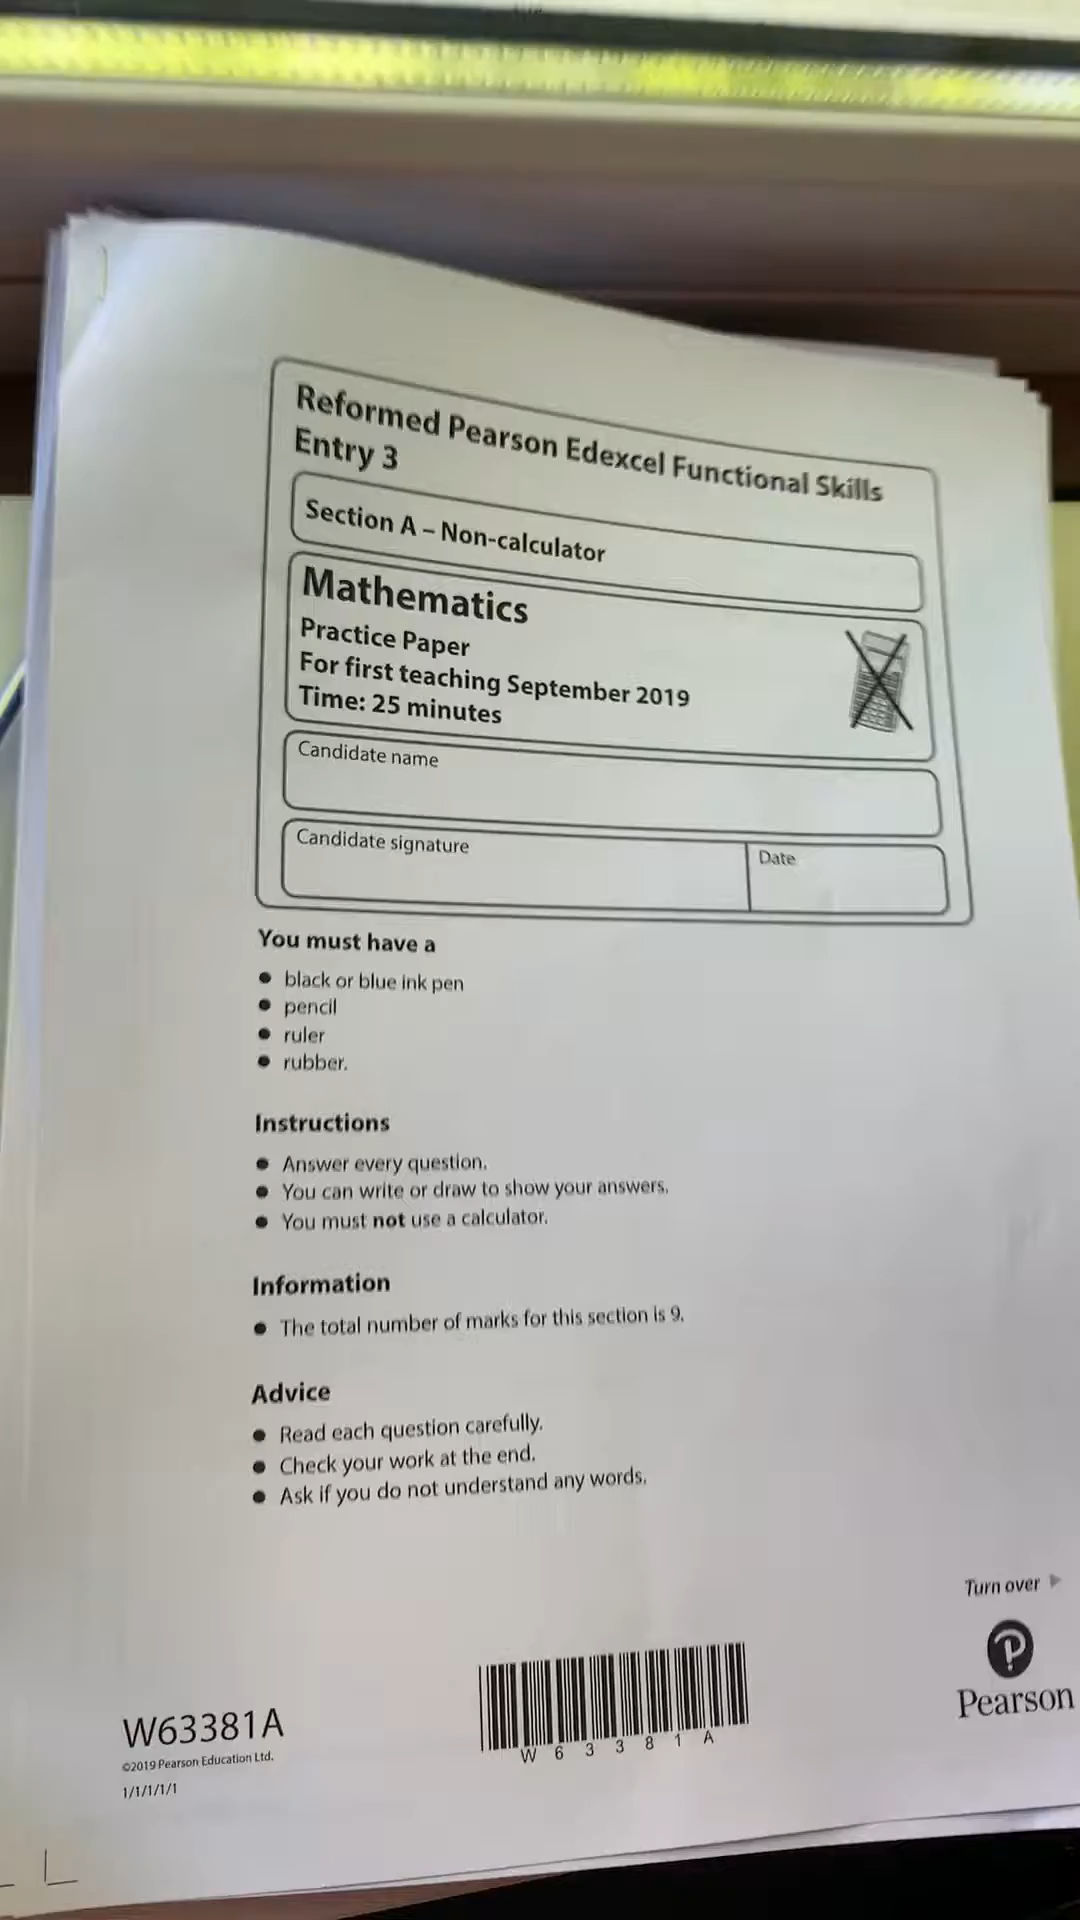 Reformed Pearson Edexcel Functional Skills
Entry 3
Section A – Non-calculator
Mathematics
Practice Paper
For first teaching September 2019
Time: 25 minutes
Candidate name
Candidate signature
Date
You must have a
● black or blue ink pen
● pencil
● ruler
● rubber.
Instructions
● Answer every question.
● You can write or draw to show your answers.
● You must not use a calculator.
Information
● The total number of marks for this section is 9.
Advice
● Read each question carefully.
● Check your work at the end.
● Ask if you do not understand any words.
Turn over
Pearson
W63381A
©2019 Pearson Education Ltd.
1/1/1/1/1
W 6 3 3 8 1 A